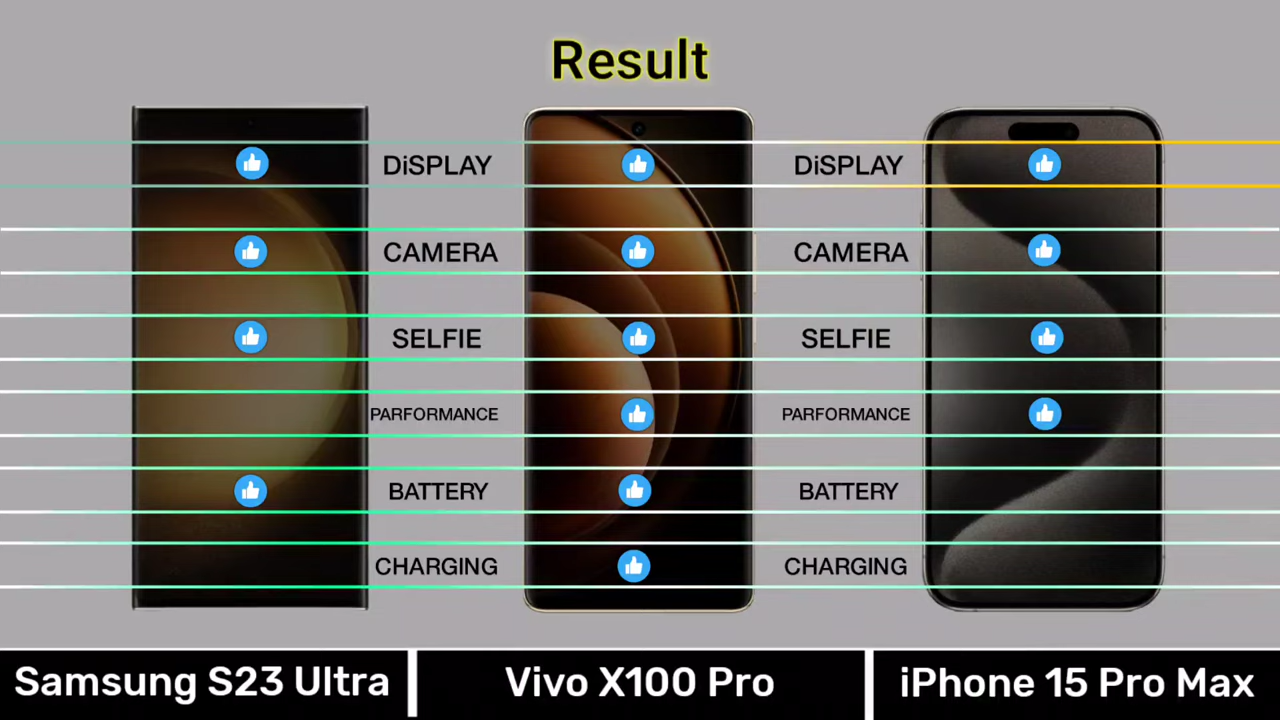 Result
DiSPLAY DiSPLAY
CAMERA CAMERA
SELFIE SELFIE
PARFORMANCE PARFORMANCE
BATTERY BATTERY
CHARGING CHARGING
Samsung S23 Ultra Vivo X100 Pro iPhone 15 Pro Max